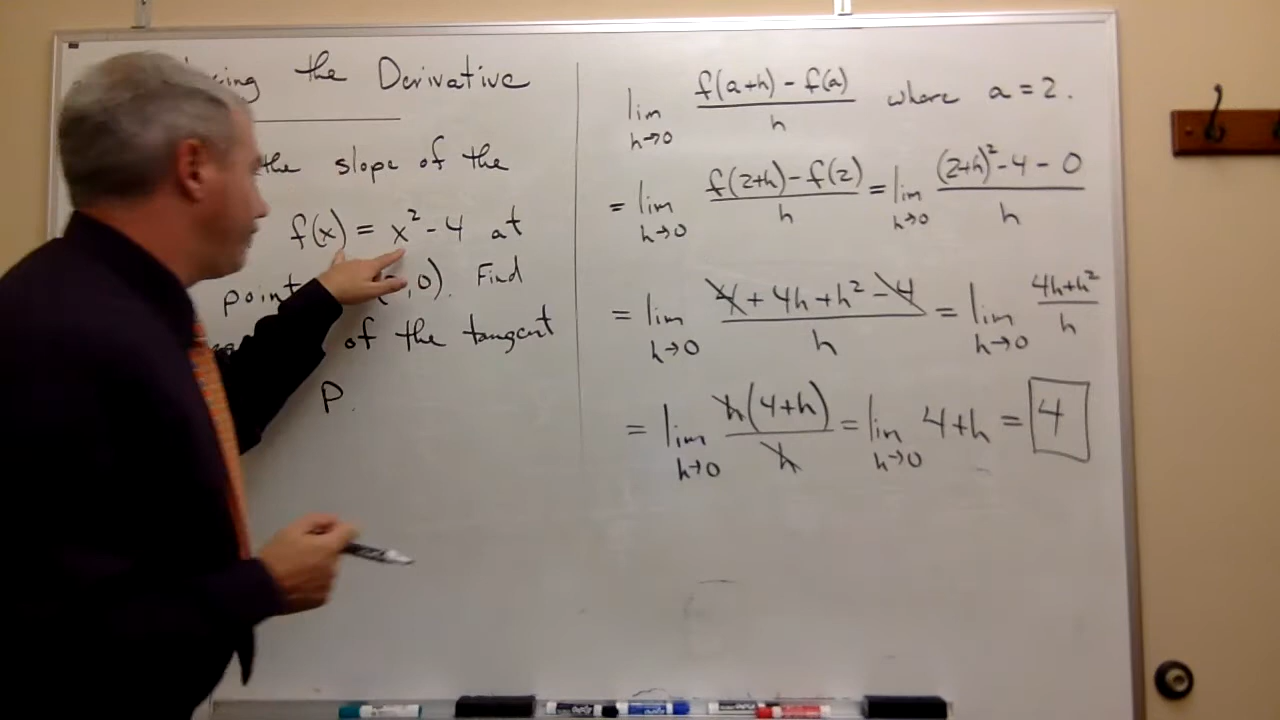 the Derivative
the slope of the
f(x) = x² - 4 at
point , 0). Find
of the tangent
P.
lim h→0 f(a+h) - f(a) / h where a = 2.
= lim h→0 f(2+h) - f(2) / h = lim h→0 (2+h)² - 4 - 0 / h
= lim h→0 4 + 4h + h² - 4 / h = lim h→0 4h+h² / h
= lim h→0 h(4+h) / h = lim h→0 4+h = 4